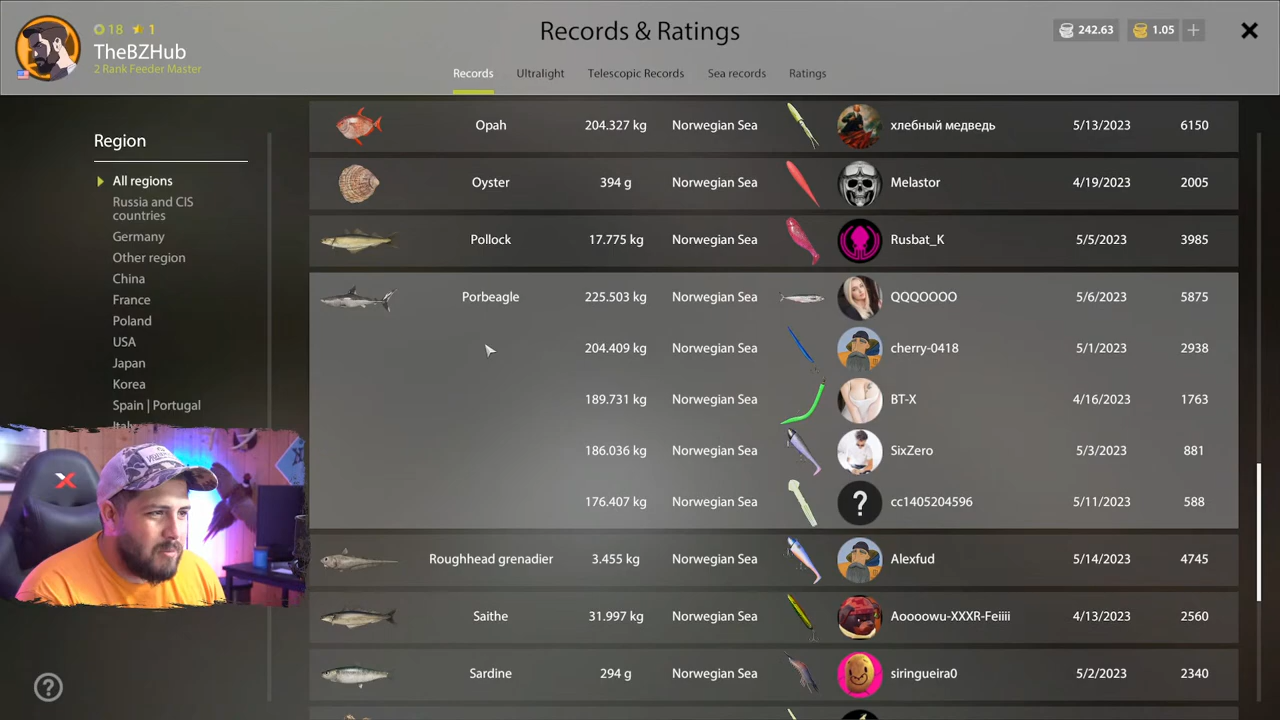 18 1
TheBZHub
2 Rank Feeder Master
Records & Ratings
242.63 1.05 +
Records Ultralight Telescopic Records Sea records Ratings
Region
All regions
Russia and CIS
countries
Germany
Other region
China
France
Poland
USA
Japan
Korea
Spain | Portugal
Italy
Opah 204.327 kg Norwegian Sea хлебный медведь 5/13/2023 6150
Oyster 394 g Norwegian Sea Melastor 4/19/2023 2005
Pollock 17.775 kg Norwegian Sea Rusbat_K 5/5/2023 3985
Porbeagle 225.503 kg Norwegian Sea QQQOOOO 5/6/2023 5875
204.409 kg Norwegian Sea cherry-0418 5/1/2023 2938
189.731 kg Norwegian Sea BT-X 4/16/2023 1763
186.036 kg Norwegian Sea SixZero 5/3/2023 881
176.407 kg Norwegian Sea ? cc1405204596 5/11/2023 588
Roughhead grenadier 3.455 kg Norwegian Sea Alexfud 5/14/2023 4745
Saithe 31.997 kg Norwegian Sea Aoooowu-XXXR-Feiiii 4/13/2023 2560
Sardine 294 g Norwegian Sea siringueira0 5/2/2023 2340
?